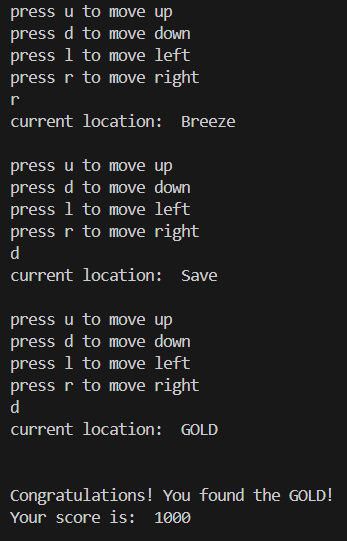 press u to move up
press d to move down
press l to move left
press r to move right
r
current location:  Breeze

press u to move up
press d to move down
press l to move left
press r to move right
d
current location:  Save

press u to move up
press d to move down
press l to move left
press r to move right
d
current location:  GOLD


Congratulations! You found the GOLD!
Your score is:  1000